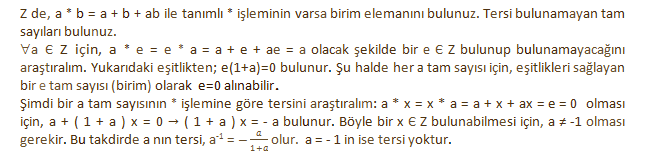 Z de, a * b = a + b + ab ile tanımlı * işleminin varsa birim elemanını bulunuz. Tersi bulunamayan tam
sayıları bulunuz.
∀a Є Z için, a * e = e * a = a + e + ae = a olacak şekilde bir e Є Z bulunup bulunamayacağını
araştıralım. Yukarıdaki eşitlikten; e(1+a)=0 bulunur. Şu halde her a tam sayısı için, eşitlikleri sağlayan
bir e tam sayısı (birim) olarak e=0 alınabilir.
Şimdi bir a tam sayısının * işlemine göre tersini araştıralım: a * x = x * a = a + x + ax = e = 0 olması
için, a + ( 1 + a ) x = 0 → ( 1 + a ) x = - a bulunur. Böyle bir x Є Z bulunabilmesi için, a ≠ -1 olması
gerekir. Bu takdirde a nın tersi, a⁻¹ = − a/(1+a) olur. a = - 1 in ise tersi yoktur.